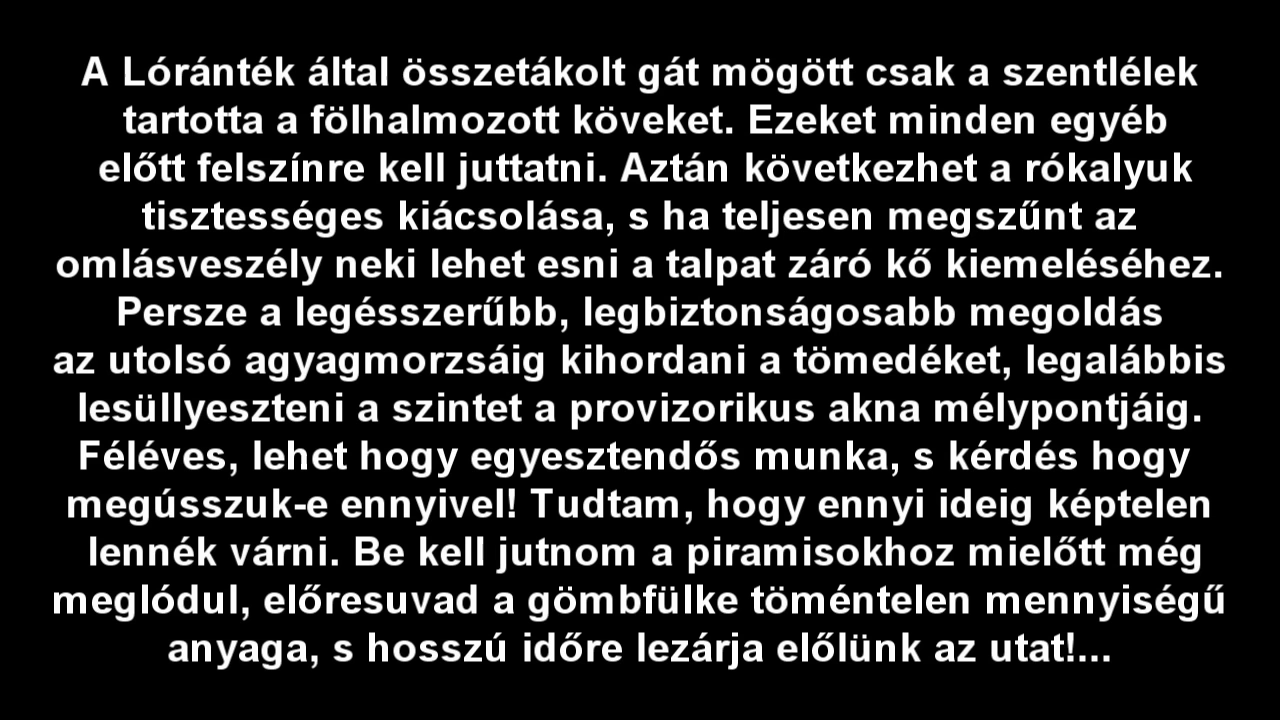 A Lóránték által összetákolt gát mögött csak a szentlélek
tartotta a fölhalmozott köveket. Ezeket minden egyéb
előtt felszínre kell juttatni. Aztán következhet a rókalyuk
tisztességes kiácsolása, s ha teljesen megszűnt az
omlásveszély neki lehet esni a talpat záró kő kiemeléséhez.
Persze a legésszerűbb, legbiztonságosabb megoldás
az utolsó agyagmorzsáig kihordani a tömedéket, legalábbis
lesüllyeszteni a szintet a provizorikus akna mélypontjáig.
Féléves, lehet hogy egyesztendős munka, s kérdés hogy
megússzuk-e ennyivel! Tudtam, hogy ennyi ideig képtelen
lennék várni. Be kell jutnom a piramisokhoz mielőtt még
meglódul, előresuvad a gömbfülke töméntelen mennyiségű
anyaga, s hosszú időre lezárja előlünk az utat!...